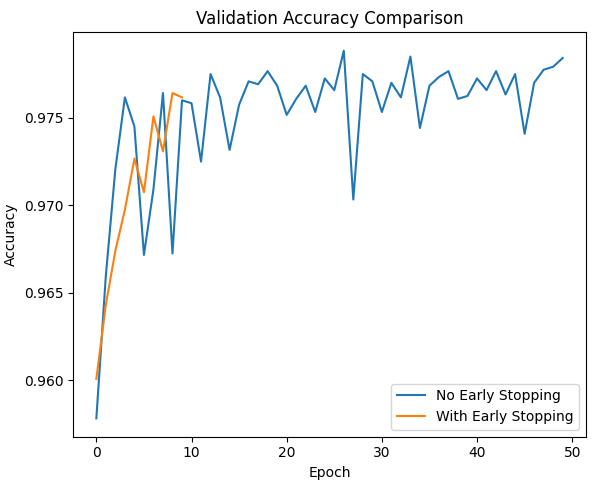 Validation Accuracy Comparison
Accuracy
0.975
0.970
0.965
0.960
No Early Stopping
With Early Stopping
0 10 20 30 40 50
Epoch